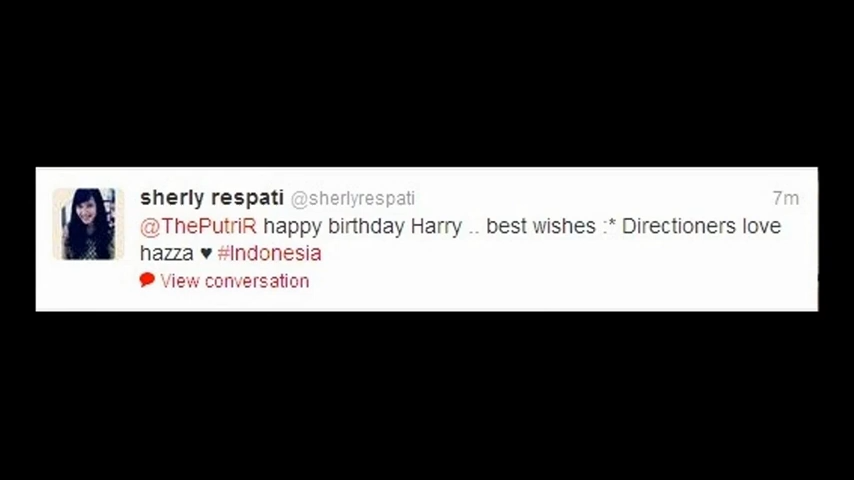 sherly respati @sherlyrespati 7m
@ThePutriR happy birthday Harry .. best wishes :* Directioners love
hazza ♥ #Indonesia
View conversation